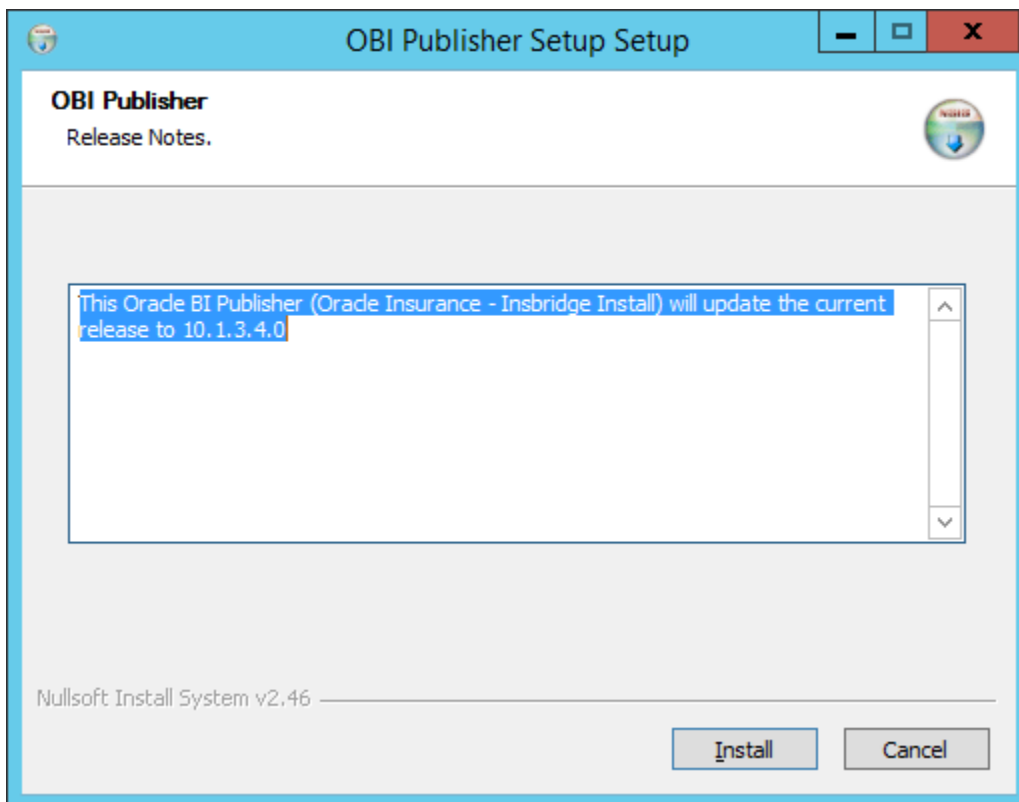 OBI Publisher Setup Setup
OBI Publisher
Release Notes.
This Oracle BI Publisher (Oracle Insurance - Insbridge Install) will update the current
release to 10.1.3.4.0
Nullsoft Install System v2.46
Install
Cancel